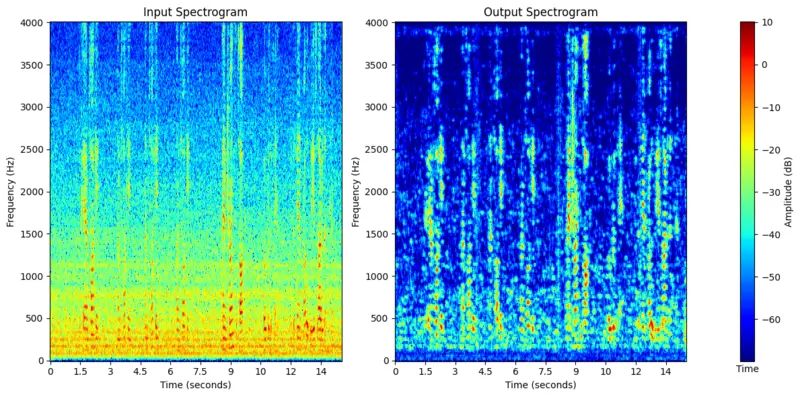 Input Spectrogram
Output Spectrogram
Frequency (Hz)
4000
3500
3000
2500
2000
1500
1000
500
0
0 1.5 3 4.5 6 7.5 9 10 12 14
Time (seconds)
Frequency (Hz)
4000
3500
3000
2500
2000
1500
1000
500
0
0 1.5 3 4.5 6 7.5 9 10 12 14
Time (seconds)
10
0
−10
−20
−30
−40
−50
−60
Amplitude (dB)
Time